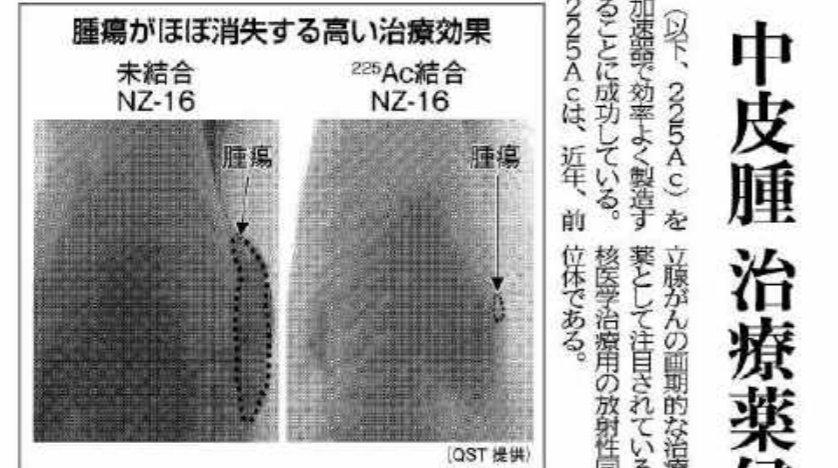 中皮腫 治療薬
(以下、225Ac)を
加速器で効率よく製造す
ることに成功している。
225Acは、近年、前
立腺がんの画期的な治療
薬として注目されている
核医学治療用の放射性同
位体である。
腫瘍がほぼ消失する高い治療効果
未結合
NZ-16
225Ac結合
NZ-16
腫瘍
腫瘍
(QST 提供)